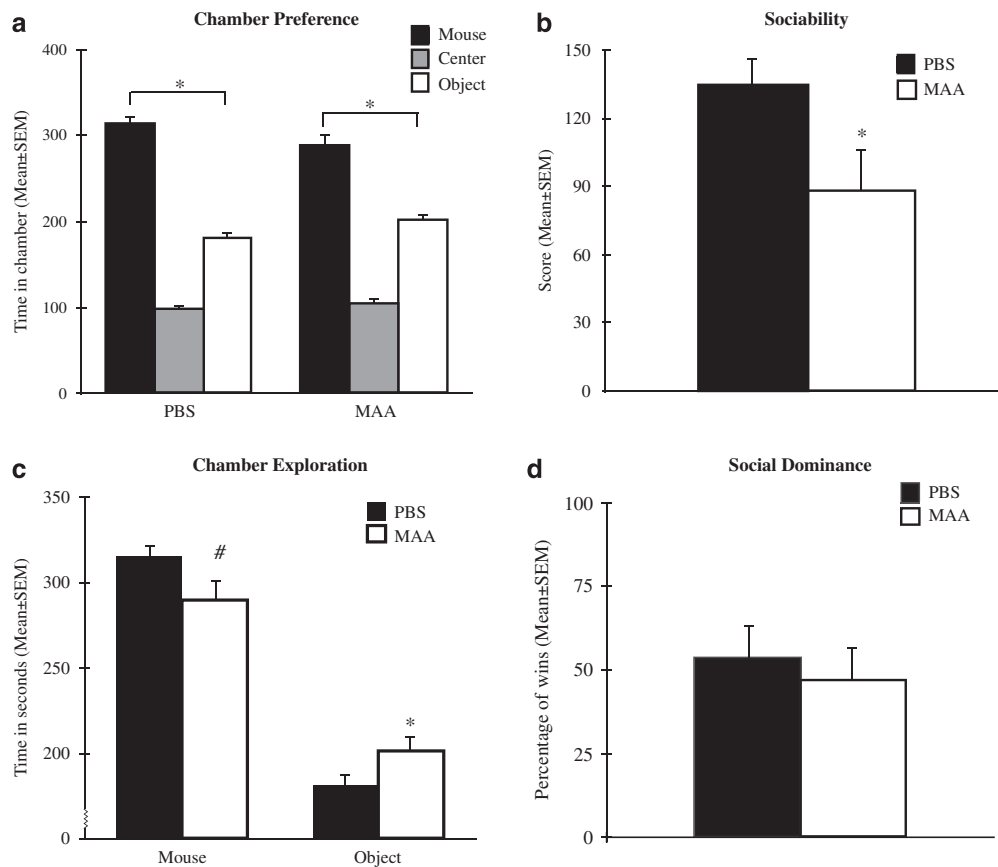 a
Chamber Preference
Mouse
Center
Object
400
300
200
100
0
Time in chamber (Mean±SEM)
*
*
PBS
MAA
b
Sociability
PBS
MAA
150
120
90
60
30
0
Score (Mean±SEM)
*
c
Chamber Exploration
PBS
MAA
350
300
250
200
0
Time in seconds (Mean±SEM)
#
*
Mouse
Object
d
Social Dominance
PBS
MAA
100
75
50
25
0
Percentage of wins (Mean±SEM)